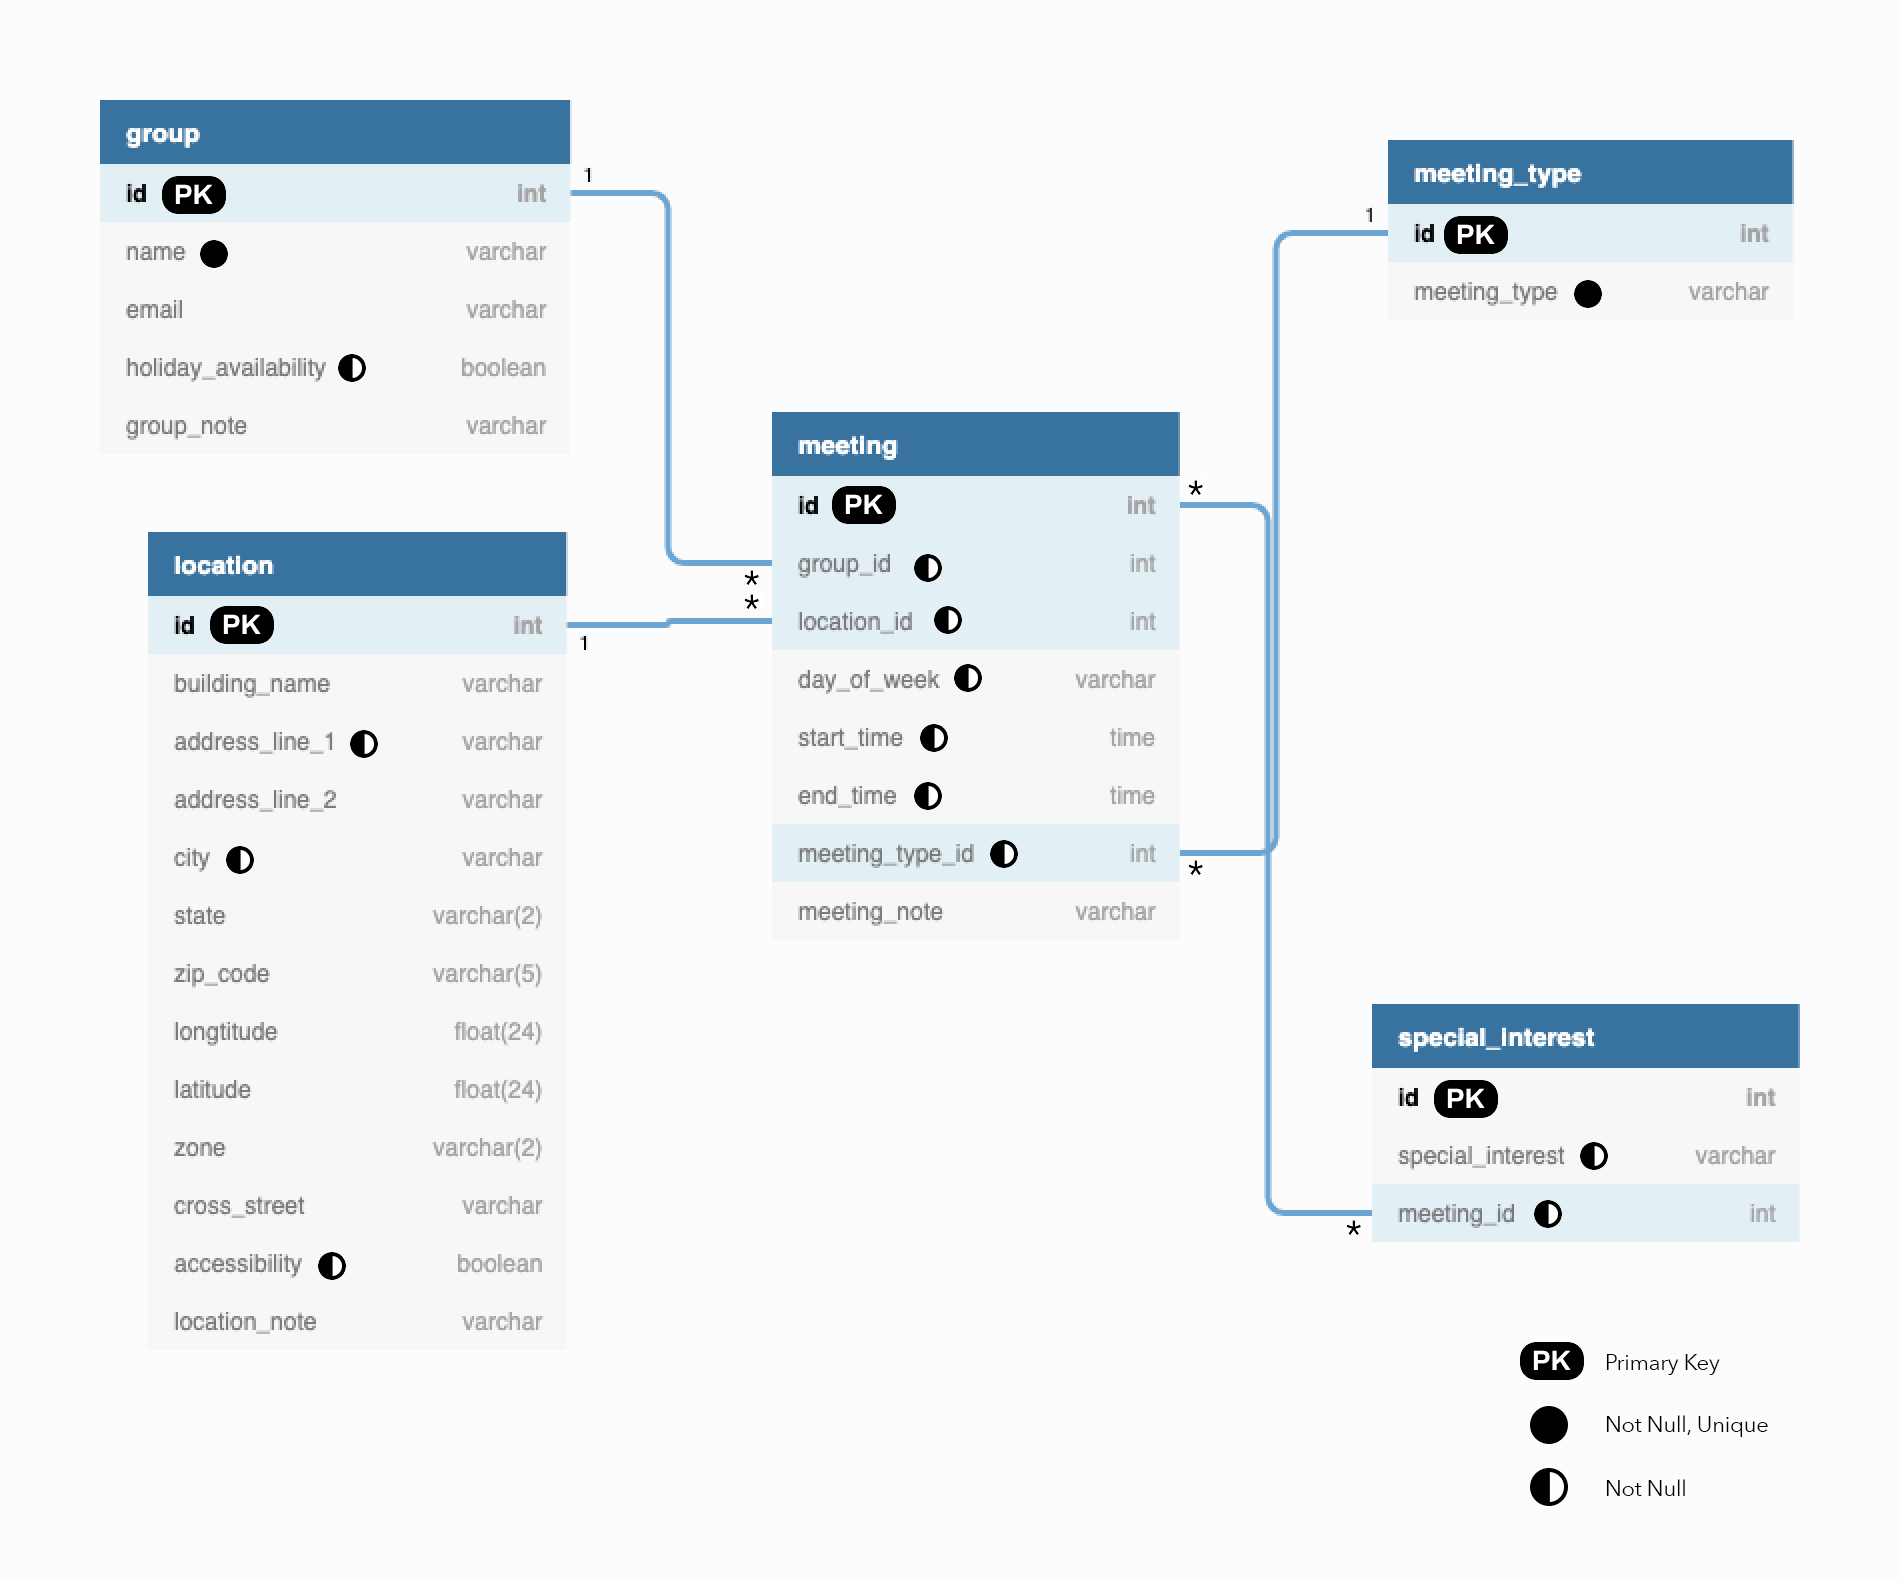 group
id PK int
name varchar
email varchar
holiday_availability boolean
group_note varchar
1
location
id PK int
building_name varchar
address_line_1 varchar
address_line_2 varchar
city varchar
state varchar(2)
zip_code varchar(5)
longtitude float(24)
latitude float(24)
zone varchar(2)
cross_street varchar
accessibility boolean
location_note varchar
1
*
*
meeting
id PK int
group_id int
location_id int
day_of_week varchar
start_time time
end_time time
meeting_type_id int
meeting_note varchar
*
*
1
meeting_type
id PK int
meeting_type varchar
special_interest
id PK int
special_interest varchar
meeting_id int
*
PK Primary Key
Not Null, Unique
Not Null